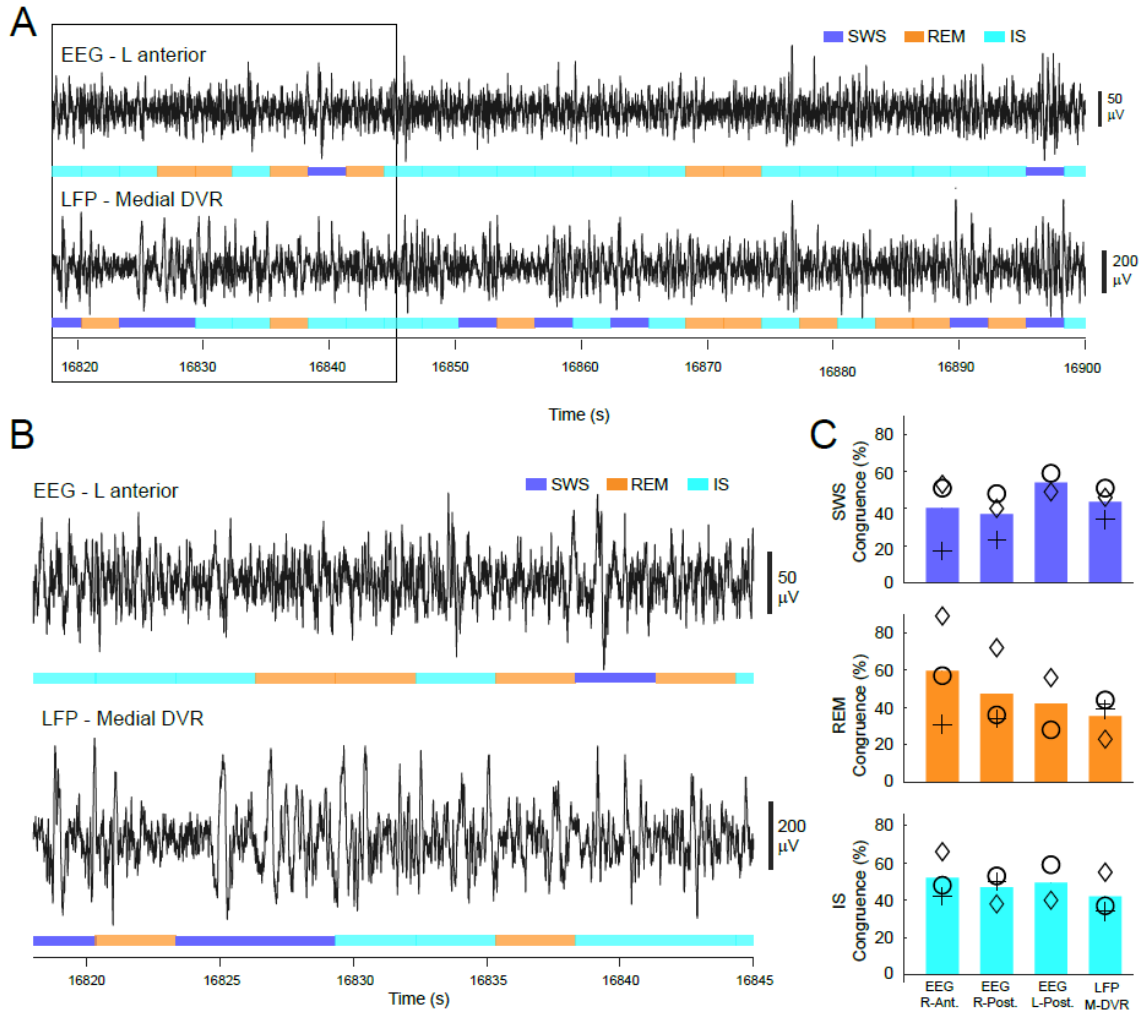 A
EEG - L anterior
SWS REM IS
50
µV
LFP - Medial DVR
200
µV
16820 16830 16840 16850 16860 16870 16880 16890 16900
Time (s)
B
EEG - L anterior
SWS REM IS
50
µV
LFP - Medial DVR
200
µV
16820 16825 16830 16835 16840 16845
Time (s)
C
SWS
Congruence (%)
80
60
40
20
0
REM
Congruence (%)
80
60
40
20
0
IS
Congruence (%)
80
60
40
20
0
EEG EEG EEG LFP
R-Ant. R-Post. L-Post. M-DVR